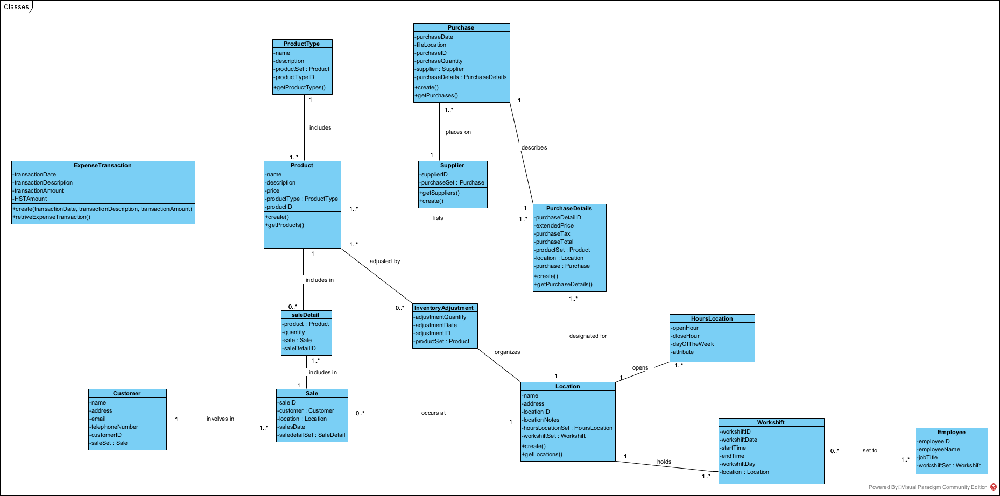 Classes
Purchase
-purchaseDate
-fileLocation
-purchaseID
-purchaseQuantity
-supplier : Supplier
-purchaseDetails : PurchaseDetails
+create()
+getPurchases()
ProductType
-name
-description
-productSet : Product
-productTypeID
+getProductTypes()
1
1
1..*
includes
places on
describes
1..*
1
ExpenseTransaction
-transactionDate
-transactionDescription
-transactionAmount
-HSTAmount
+create(transactionDate, transactionDescription, transactionAmount)
+retriveExpenseTransaction()
Product
-name
-description
-price
-productType : ProductType
-productID
+create()
+getProducts()
Supplier
-supplierID
-purchaseSet : Purchase
+getSuppliers()
+create()
1..*
lists
1
1..*
PurchaseDetails
-purchaseDetailID
-extendedPrice
-purchaseTax
-purchaseTotal
-productSet : Product
-location : Location
-purchase : Purchase
+create()
+getPurchaseDetails()
1
1..*
adjusted by
includes in
0..*
0..*
1..*
saleDetail
-product : Product
-quantity
-sale : Sale
-saleDetailID
InventoryAdjustment
-adjustmentQuantity
-adjustmentDate
-adjustmentID
-productSet : Product
designated for
HoursLocation
-openHour
-closeHour
-dayOfTheWeek
-attribute
organizes
1..*
includes in
1
1
opens
1..*
1
Customer
-name
-address
-email
-telephoneNumber
-customerID
-saleSet : Sale
1
involves in
1..*
Sale
-saleID
-customer : Customer
-location : Location
-salesDate
-saledetailSet : SaleDetail
0..*
occurs at
1
Location
-name
-address
-locationID
-locationNotes
-hoursLocationSet : HoursLocation
-workshiftSet : Workshift
+create()
+getLocations()
1
holds
1..*
Workshift
-workshiftID
-workshiftDate
-startTime
-endTime
-workshiftDay
-location : Location
0..*
set to
1..*
Employee
-employeeID
-employeeName
-jobTitle
-workshiftSet : Workshift
Powered By Visual Paradigm Community Edition